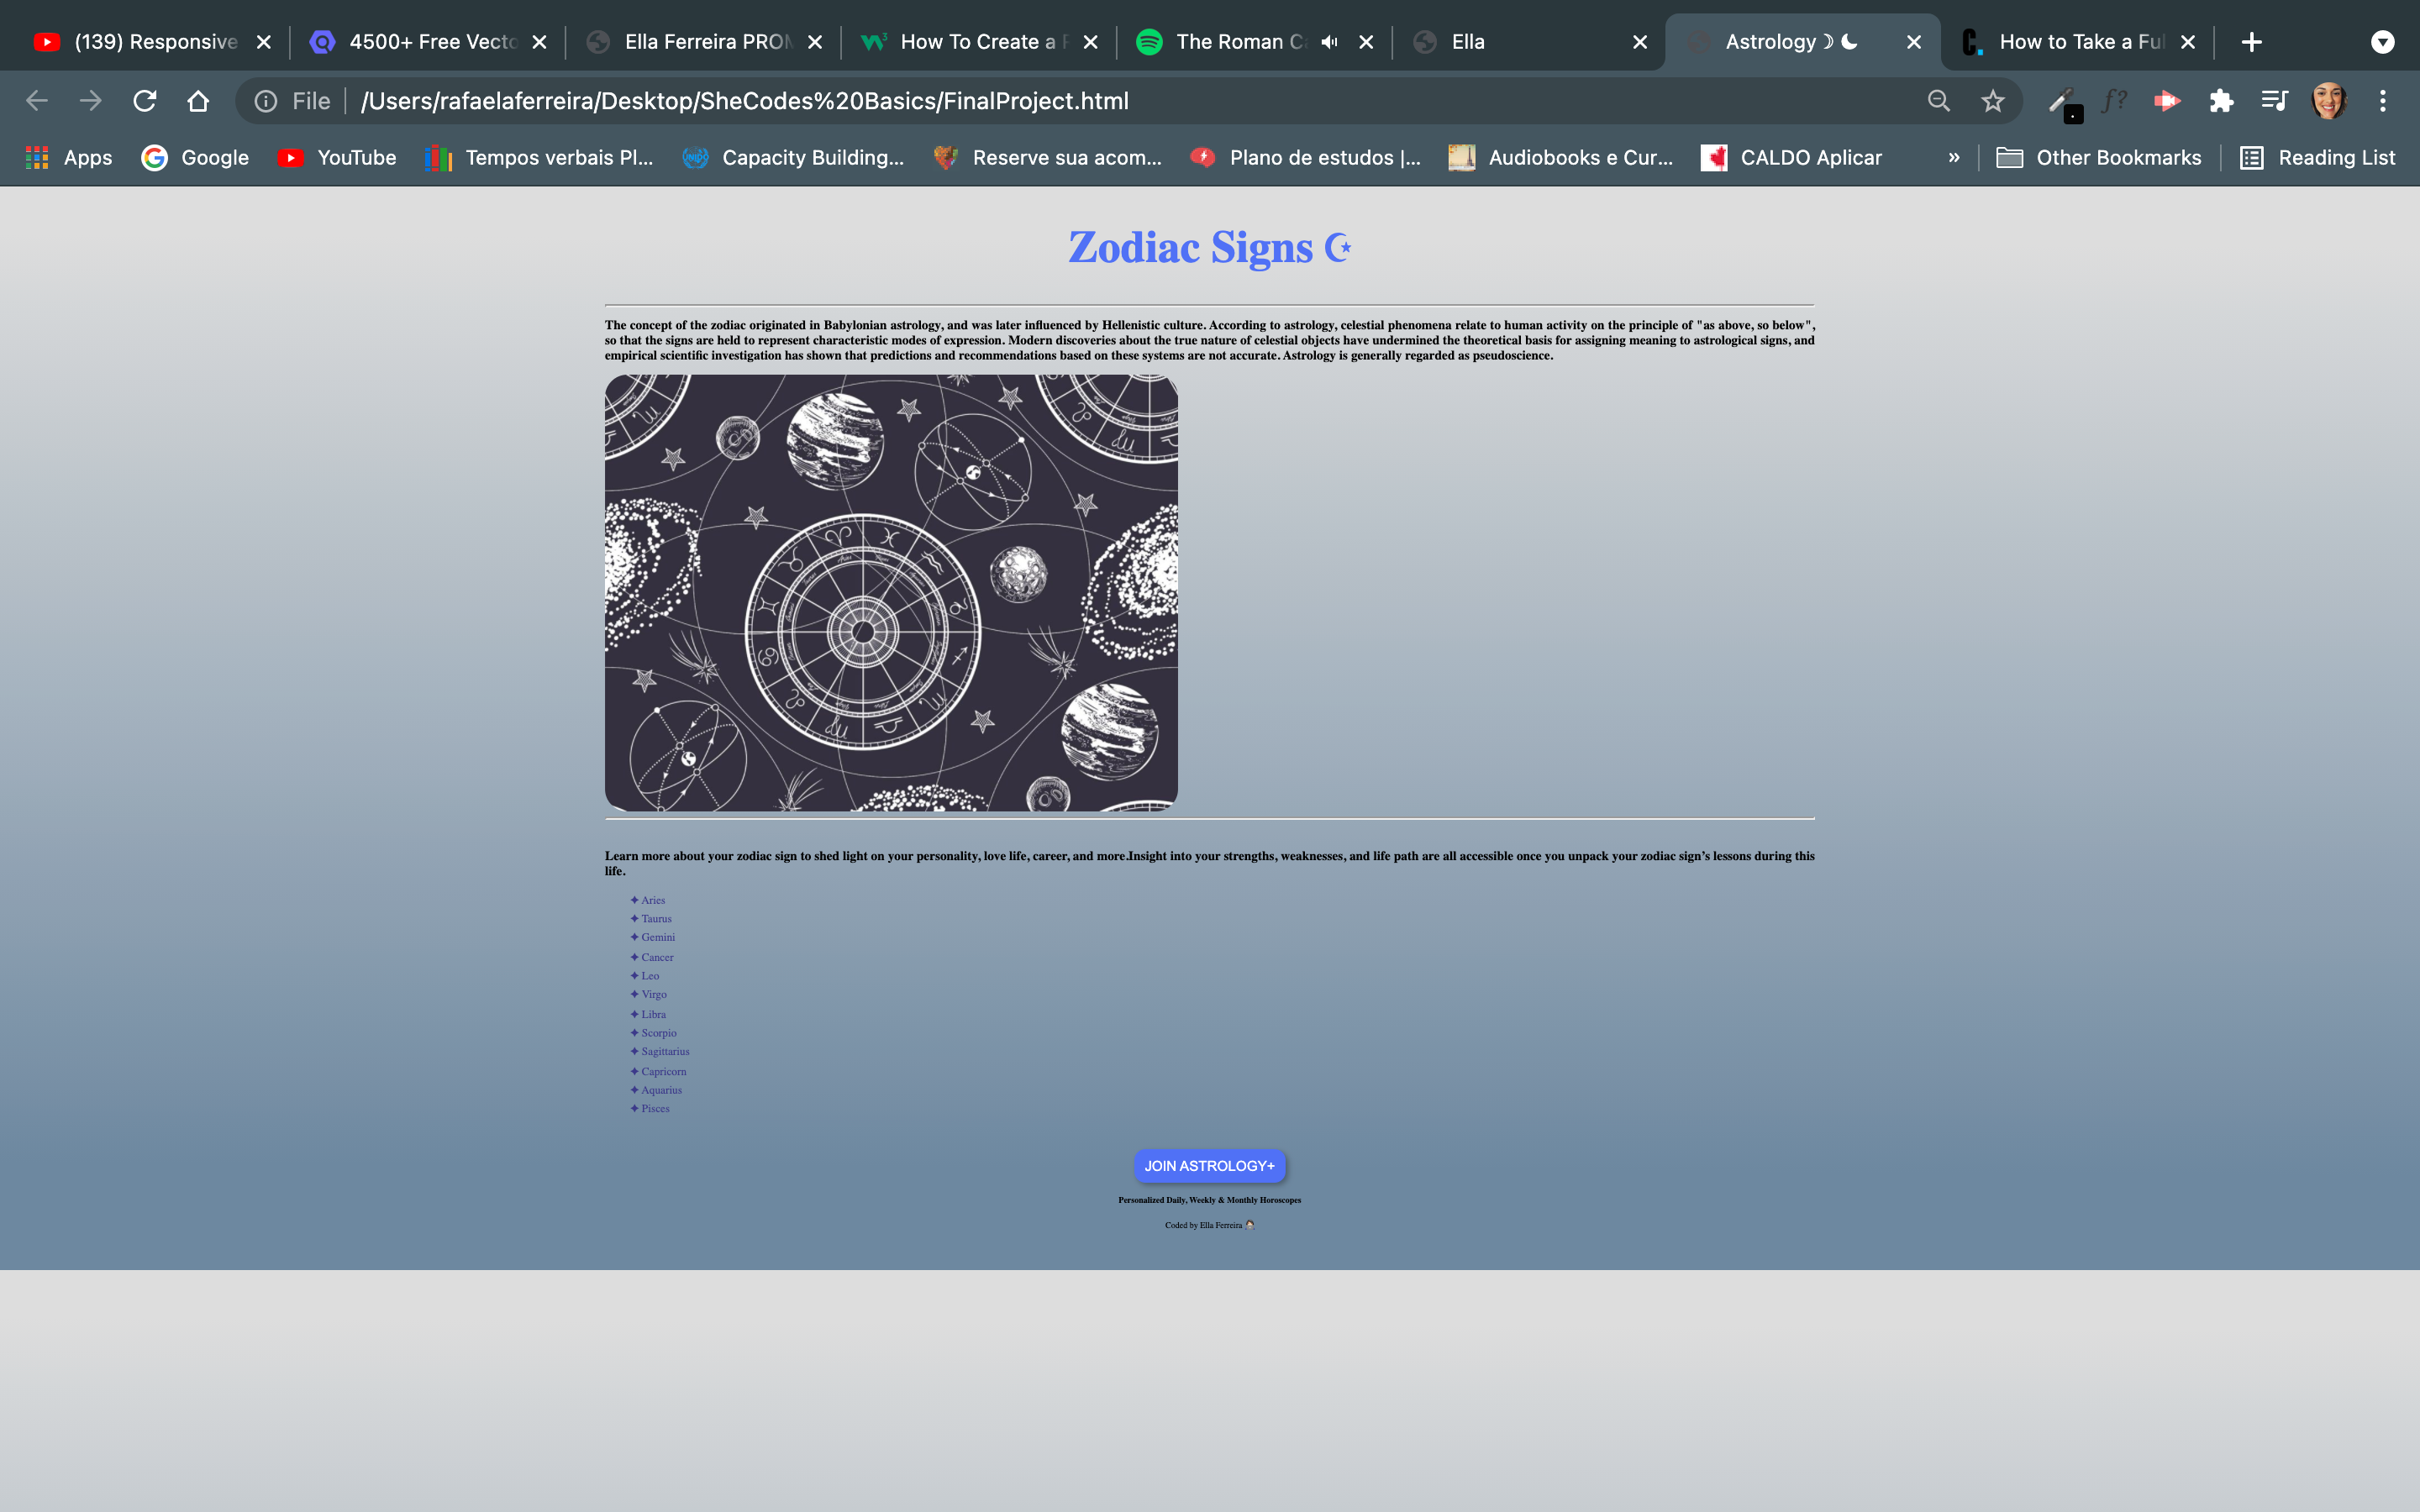 (139) Responsive
4500+ Free Vecto
Ella Ferreira PROM
How To Create a
The Roman Ca
Ella
Astrology ☽ ⏾
How to Take a Ful
File
/Users/rafaelaferreira/Desktop/SheCodes%20Basics/FinalProject.html
Apps
Google
YouTube
Tempos verbais Pl...
Capacity Building...
Reserve sua acom...
Plano de estudos |...
Audiobooks e Cur...
CALDO Aplicar
»
Other Bookmarks
Reading List
Zodiac Signs ☪
The concept of the zodiac originated in Babylonian astrology, and was later influenced by Hellenistic culture. According to astrology, celestial phenomena relate to human activity on the principle of "as above, so below",
so that the signs are held to represent characteristic modes of expression. Modern discoveries about the true nature of celestial objects have undermined the theoretical basis for assigning meaning to astrological signs, and
empirical scientific investigation has shown that predictions and recommendations based on these systems are not accurate. Astrology is generally regarded as pseudoscience.
Learn more about your zodiac sign to shed light on your personality, love life, career, and more.Insight into your strengths, weaknesses, and life path are all accessible once you unpack your zodiac sign’s lessons during this
life.
✦ Aries
✦ Taurus
✦ Gemini
✦ Cancer
✦ Leo
✦ Virgo
✦ Libra
✦ Scorpio
✦ Sagittarius
✦ Capricorn
✦ Aquarius
✦ Pisces
JOIN ASTROLOGY+
Personalized Daily, Weekly & Monthly Horoscopes
Coded by Ella Ferreira